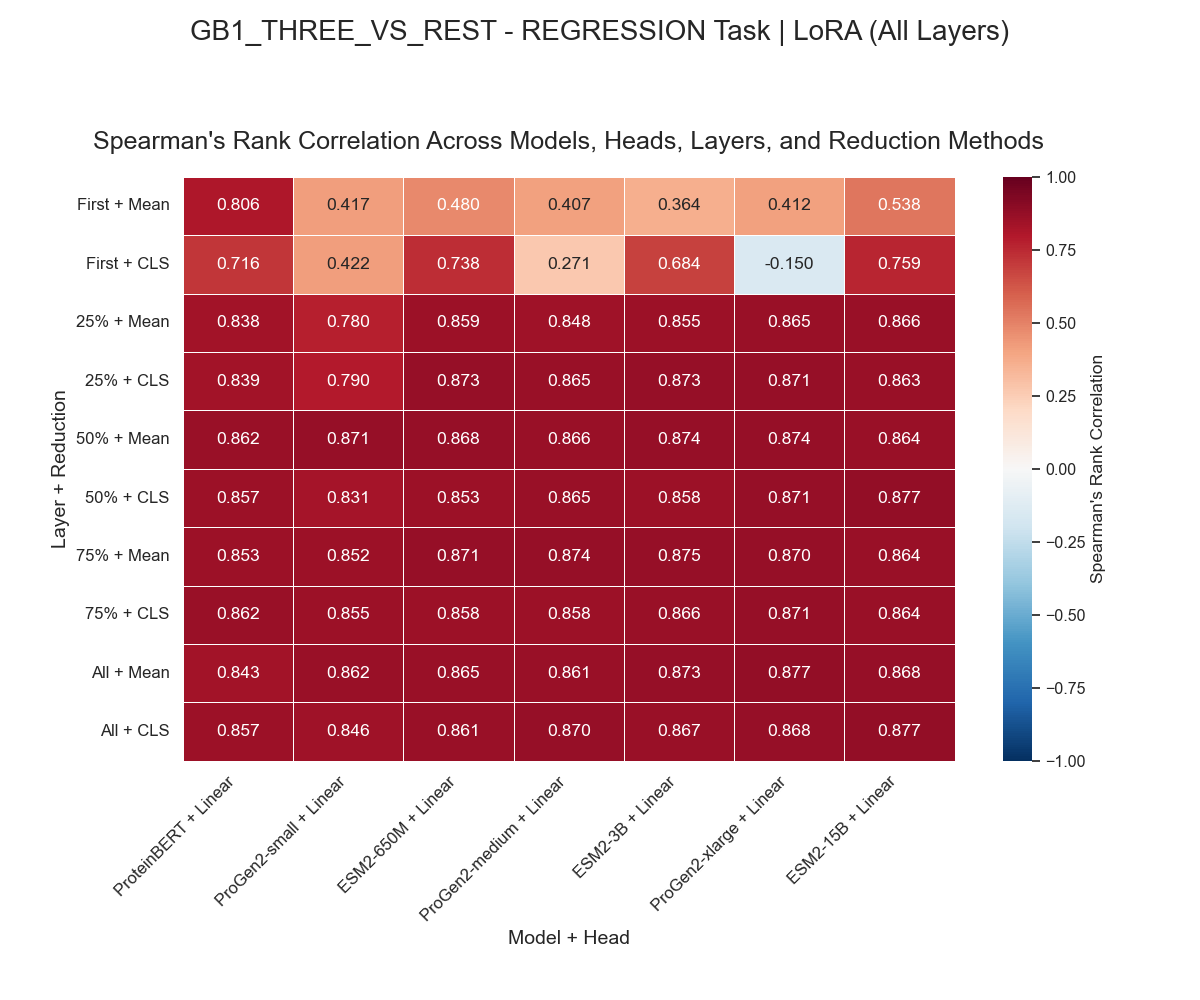 GB1_THREE_VS_REST - REGRESSION Task | LoRA (All Layers)
Spearman's Rank Correlation Across Models, Heads, Layers, and Reduction Methods
Layer + Reduction
First + Mean 0.806 0.417 0.480 0.407 0.364 0.412 0.538
First + CLS 0.716 0.422 0.738 0.271 0.684 -0.150 0.759
25% + Mean 0.838 0.780 0.859 0.848 0.855 0.865 0.866
25% + CLS 0.839 0.790 0.873 0.865 0.873 0.871 0.863
50% + Mean 0.862 0.871 0.868 0.866 0.874 0.874 0.864
50% + CLS 0.857 0.831 0.853 0.865 0.858 0.871 0.877
75% + Mean 0.853 0.852 0.871 0.874 0.875 0.870 0.864
75% + CLS 0.862 0.855 0.858 0.858 0.866 0.871 0.864
All + Mean 0.843 0.862 0.865 0.861 0.873 0.877 0.868
All + CLS 0.857 0.846 0.861 0.870 0.867 0.868 0.877
ProteinBERT + Linear
ProGen2-small + Linear
ESM2-650M + Linear
ProGen2-medium + Linear
ESM2-3B + Linear
ProGen2-xlarge + Linear
ESM2-15B + Linear
Model + Head
1.00
0.75
0.50
0.25
0.00
−0.25
−0.50
−0.75
−1.00
Spearman's Rank Correlation